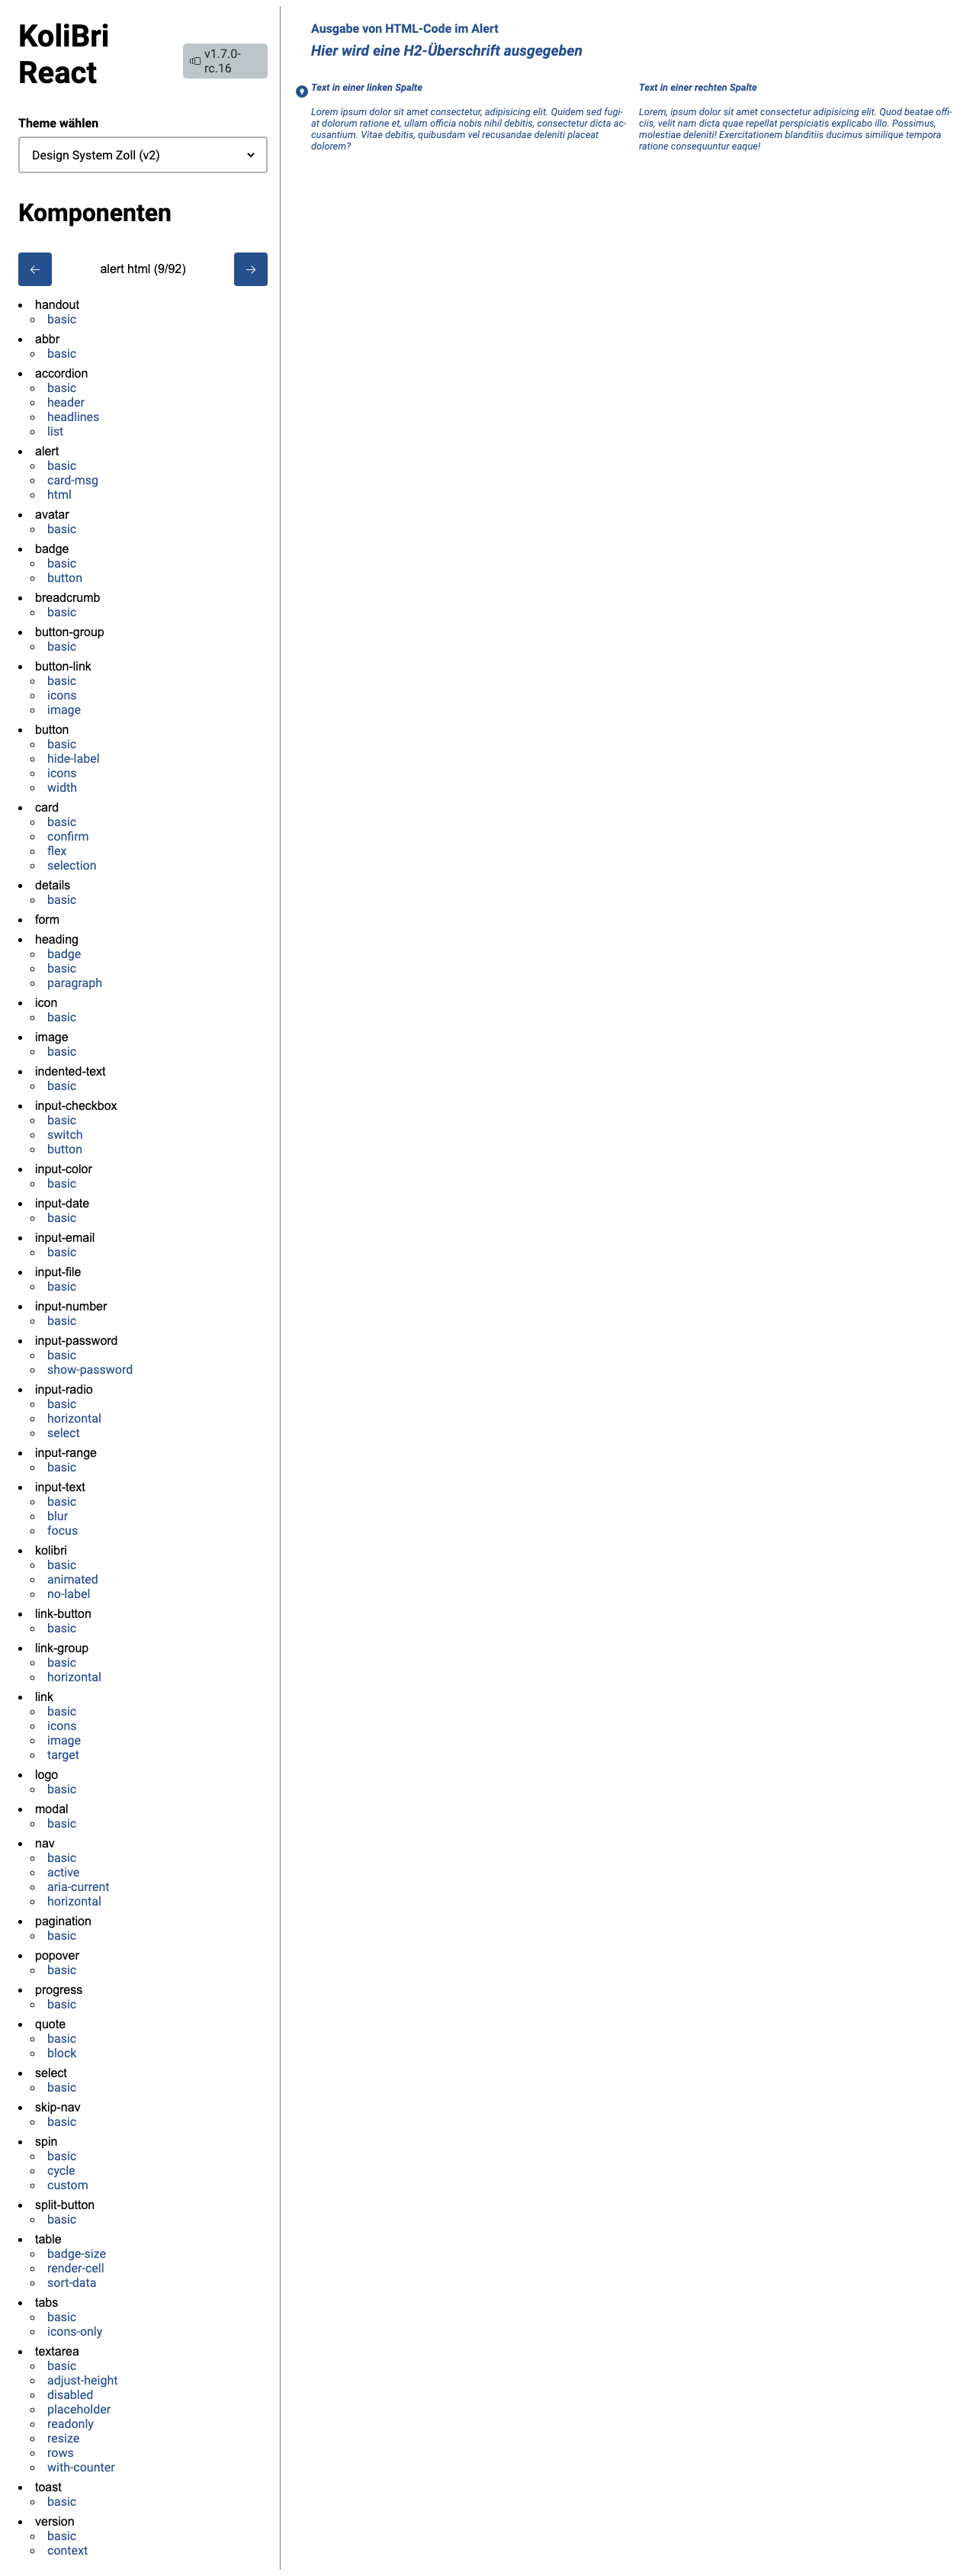 KoliBri
React
v1.7.0-
rc.16
Theme wählen
Design System Zoll (v2)
Komponenten
alert html (9/92)
handout
basic
abbr
basic
accordion
basic
header
headlines
list
alert
basic
card-msg
html
avatar
basic
badge
basic
button
breadcrumb
basic
button-group
basic
button-link
basic
icons
image
button
basic
hide-label
icons
width
card
basic
confirm
flex
selection
details
basic
form
heading
badge
basic
paragraph
icon
basic
image
basic
indented-text
basic
input-checkbox
basic
switch
button
input-color
basic
input-date
basic
input-email
basic
input-file
basic
input-number
basic
input-password
basic
show-password
input-radio
basic
horizontal
select
input-range
basic
input-text
basic
blur
focus
kolibri
basic
animated
no-label
link-button
basic
link-group
basic
horizontal
link
basic
icons
image
target
logo
basic
modal
basic
nav
basic
active
aria-current
horizontal
pagination
basic
popover
basic
progress
basic
quote
basic
block
select
basic
skip-nav
basic
spin
basic
cycle
custom
split-button
basic
table
badge-size
render-cell
sort-data
tabs
basic
icons-only
textarea
basic
adjust-height
disabled
placeholder
readonly
resize
rows
with-counter
toast
basic
version
basic
context
Ausgabe von HTML-Code im Alert
Hier wird eine H2-Überschrift ausgegeben
Text in einer linken Spalte
Lorem ipsum dolor sit amet consectetur, adipisicing elit. Quidem sed fugi-
at dolorum ratione et, ullam officia nobis nihil debitis, consectetur dicta ac-
cusantium. Vitae debitis, quibusdam vel recusandae deleniti placeat
dolorem?
Text in einer rechten Spalte
Lorem, ipsum dolor sit amet consectetur adipisicing elit. Quod beatae offi-
ciis, velit nam dicta quae repellat perspiciatis explicabo illo. Possimus,
molestiae deleniti! Exercitationem blanditiis ducimus similique tempora
ratione consequuntur eaque!